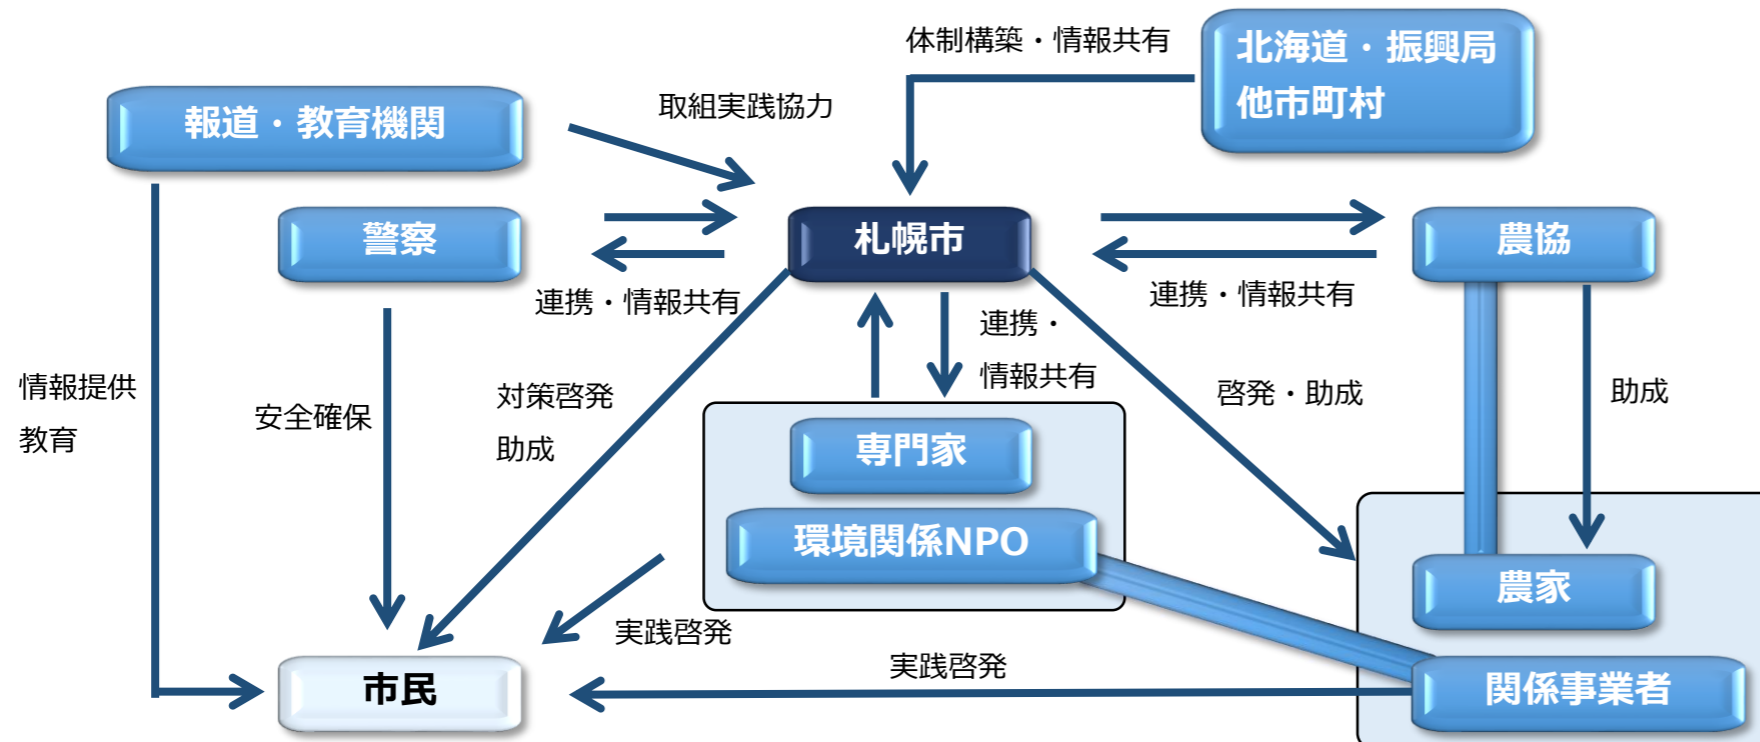 体制構築・情報共有
北海道・振興局
他市町村
報道・教育機関
取組実践協力
警察
札幌市
農協
連携・情報共有
連携・情報共有
連携・
情報共有
情報提供
教育
安全確保
対策啓発
助成
啓発・助成
助成
専門家
環境関係NPO
農家
実践啓発
実践啓発
市民
関係事業者